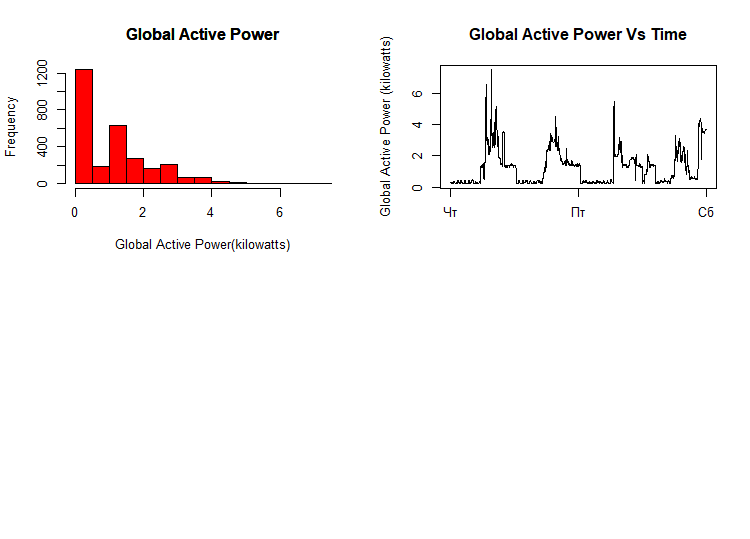 Global Active Power
Frequency
0 400 800 1200
0 2 4 6
Global Active Power(kilowatts)
Global Active Power Vs Time
Global Active Power (kilowatts)
0 2 4 6
Чт Пт Сб